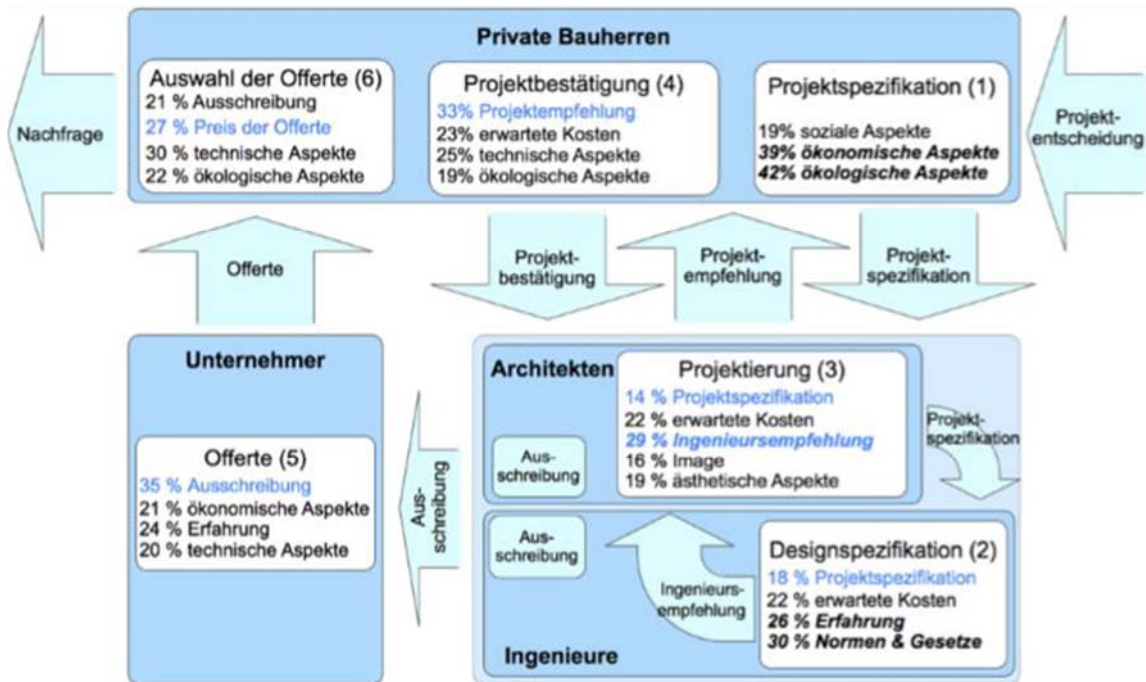 Private Bauherren
Auswahl der Offerte (6)
21 % Ausschreibung
27 % Preis der Offerte
30 % technische Aspekte
22 % ökologische Aspekte
Projektbestätigung (4)
33% Projektempfehlung
23% erwartete Kosten
25% technische Aspekte
19% ökologische Aspekte
Projektspezifikation (1)
19% soziale Aspekte
39% ökonomische Aspekte
42% ökologische Aspekte
Nachfrage
Projekt-
entscheidung
Offerte
Projekt-
bestätigung
Projekt-
empfehlung
Projekt-
spezifikation
Unternehmer
Offerte (5)
35 % Ausschreibung
21 % ökonomische Aspekte
24 % Erfahrung
20 % technische Aspekte
Aus-
schreibung
Architekten
Projektierung (3)
14 % Projektspezifikation
22 % erwartete Kosten
29 % Ingenieursempfehlung
16 % Image
19 % ästhetische Aspekte
Aus-
schreibung
Projekt-
spezifikation
Aus-
schreibung
Ingenieurs-
empfehlung
Designspezifikation (2)
18 % Projektspezifikation
22 % erwartete Kosten
26 % Erfahrung
30 % Normen & Gesetze
Ingenieure